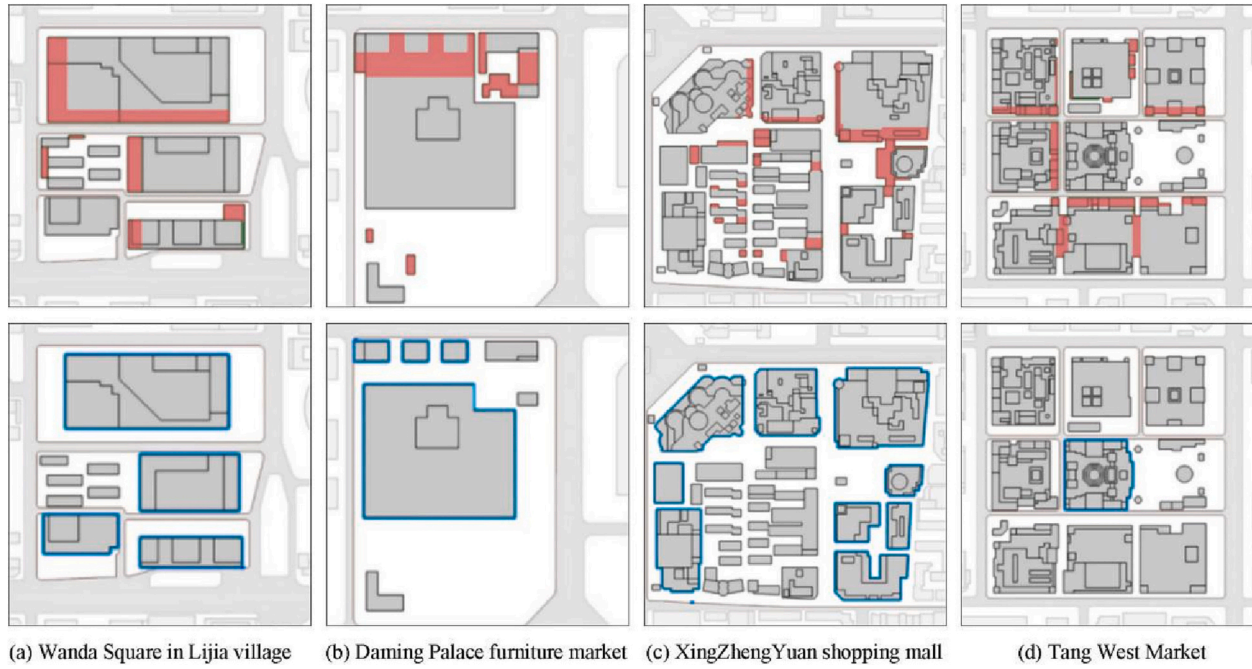 (a) Wanda Square in Lijia village
(b) Daming Palace furniture market
(c) XingZhengYuan shopping mall
(d) Tang West Market